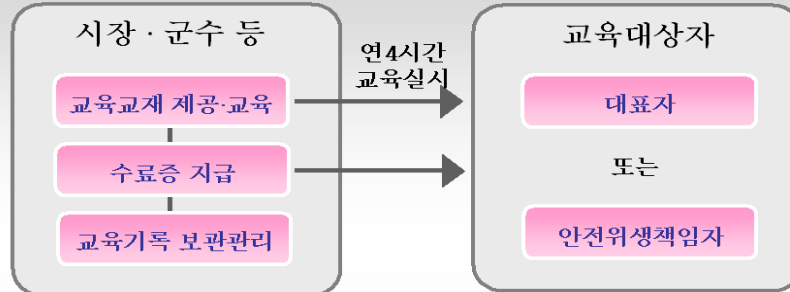 시장 · 군수 등
교육교재 제공·교육
수료증 지급
교육기록 보관관리
연4시간
교육실시
교육대상자
대표자
또는
안전위생책임자